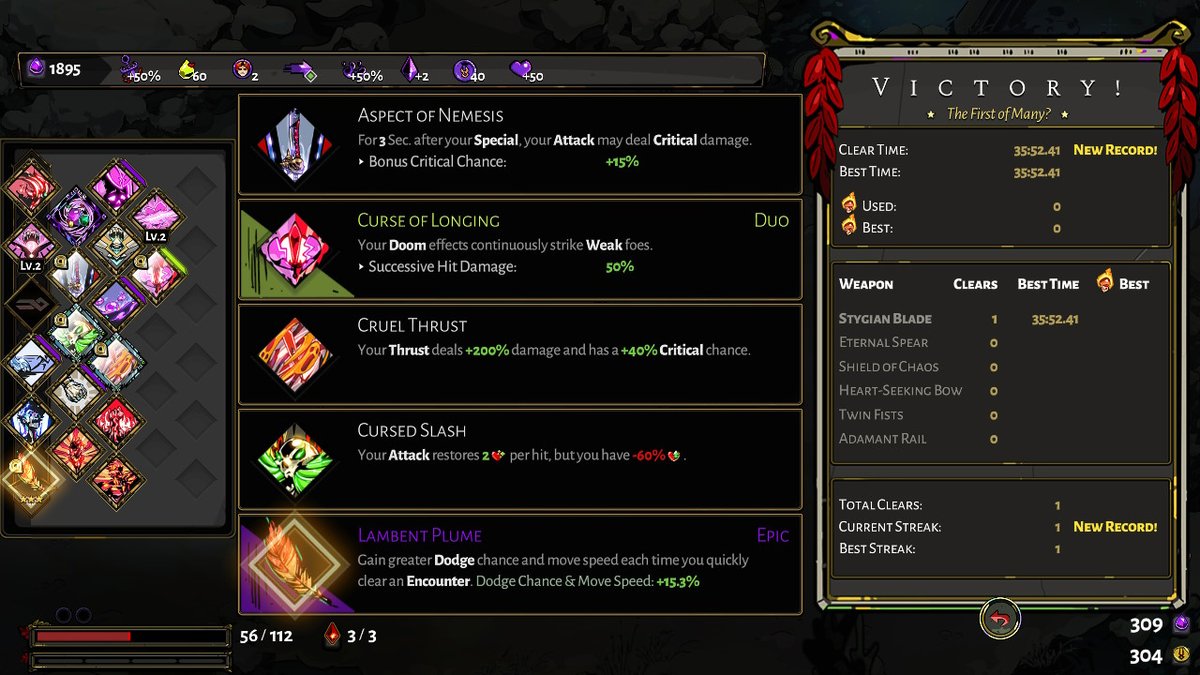 1895
+50%
60
2
+50%
+2
40
+50
Lv.2
Lv.2
Aspect of Nemesis
For 3 Sec. after your Special, your Attack may deal Critical damage.
Bonus Critical Chance: +15%
Curse of Longing Duo
Your Doom effects continuously strike Weak foes.
Successive Hit Damage: 50%
Cruel Thrust
Your Thrust deals +200% damage and has a +40% Critical chance.
Cursed Slash
Your Attack restores 2 per hit, but you have -60% .
Lambent Plume Epic
Gain greater Dodge chance and move speed each time you quickly
clear an Encounter. Dodge Chance & Move Speed: +15.3%
56 / 112 3 / 3
Victory!
The First of Many?
Clear Time: 35:52.41 New Record!
Best Time: 35:52.41
Used: 0
Best: 0
Weapon Clears Best Time Best
Stygian Blade 1 35:52.41
Eternal Spear 0
Shield of Chaos 0
Heart-Seeking Bow 0
Twin Fists 0
Adamant Rail 0
Total Clears: 1
Current Streak: 1 New Record!
Best Streak: 1
309
304